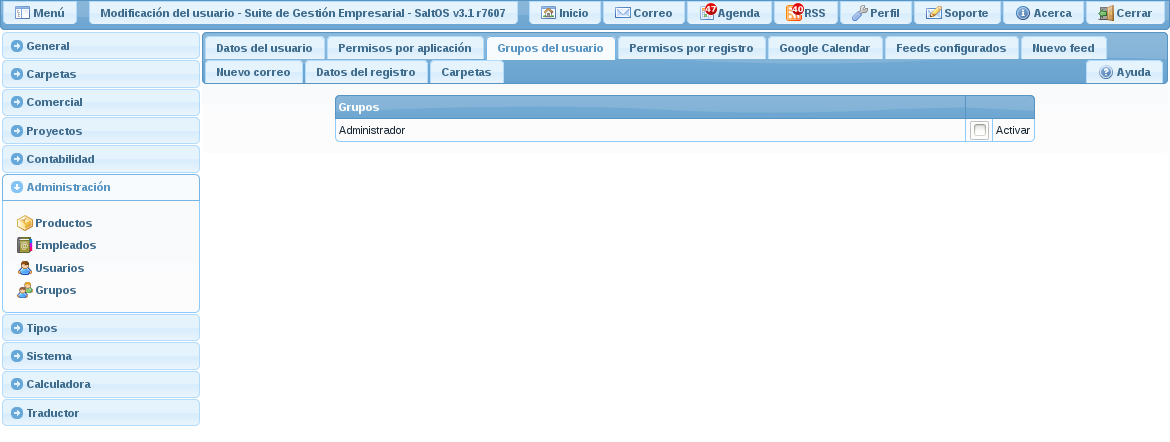 Menú
Modificación del usuario - Suite de Gestión Empresarial - SaltOS v3.1 r7607
Inicio
Correo
47
Agenda
40
RSS
Perfil
Soporte
Acerca
Cerrar
General
Carpetas
Comercial
Proyectos
Contabilidad
Administración
Productos
Empleados
Usuarios
Grupos
Tipos
Sistema
Calculadora
Traductor
Datos del usuario
Permisos por aplicación
Grupos del usuario
Permisos por registro
Google Calendar
Feeds configurados
Nuevo feed
Nuevo correo
Datos del registro
Carpetas
Ayuda
Grupos
Administrador
Activar